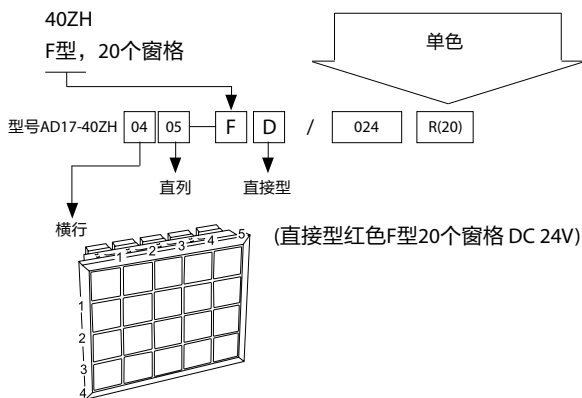 40ZH
F型，20个窗格
单色
型号AD17-40ZH 04 05 F D / 024 R(20)
直列 直接型
横行
(直接型红色F型20个窗格 DC 24V)
1 2 3 4 5
1
2
3
4